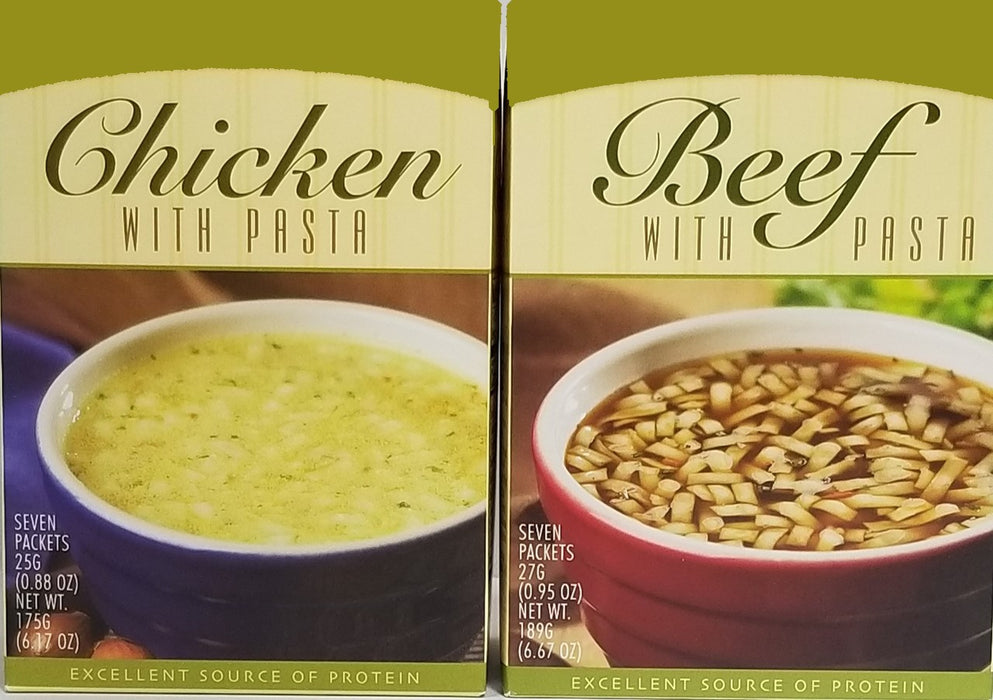 Chicken
WITH PASTA
SEVEN
PACKETS
25G
(0.88 OZ)
NET WT.
175G
(6.17 OZ)
EXCELLENT SOURCE OF PROTEIN
Beef
WITH PASTA
SEVEN
PACKETS
27G
(0.95 OZ)
NET WT.
189G
(6.67 OZ)
EXCELLENT SOURCE OF PROTEIN